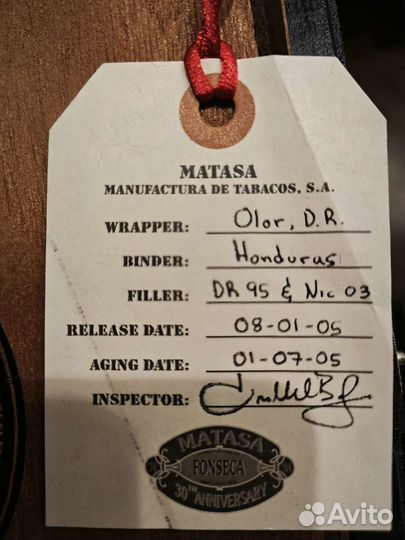 MATASA
MANUFACTURA DE TABACOS, S.A.
WRAPPER: Olor, D.R.
BINDER: Honduras
FILLER: DR 95 & Nic 03
RELEASE DATE: 08-01-05
AGING DATE: 01-07-05
INSPECTOR:
MATASA
FONSECA
30TH ANNIVERSARY
Avito